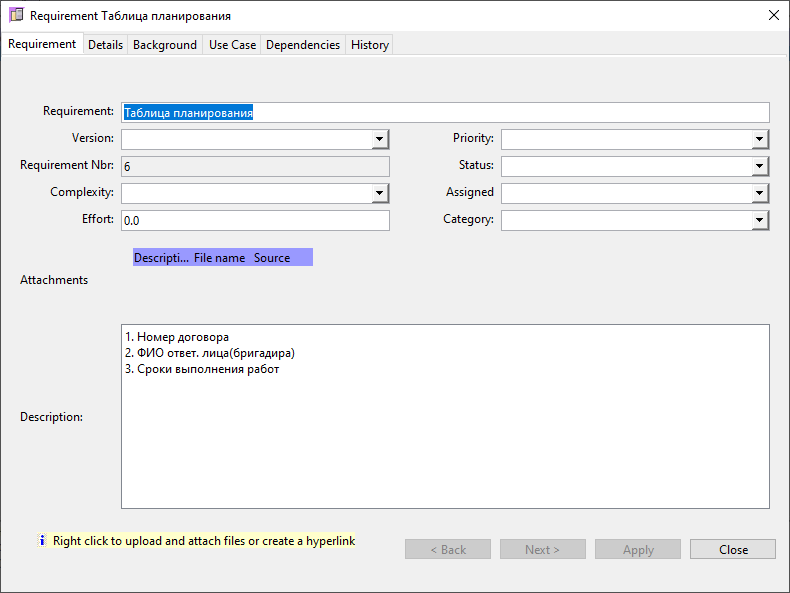 Requirement Таблица планирования
Requirement Details Background Use Case Dependencies History
Requirement: Таблица планирования
Version: Priority:
Requirement Nbr: 6 Status:
Complexity: Assigned
Effort: 0.0 Category:
Descripti... File name Source
Attachments
1. Номер договора
2. ФИО ответ. лица(бригадира)
3. Сроки выполнения работ
Description:
i Right click to upload and attach files or create a hyperlink
< Back Next > Apply Close